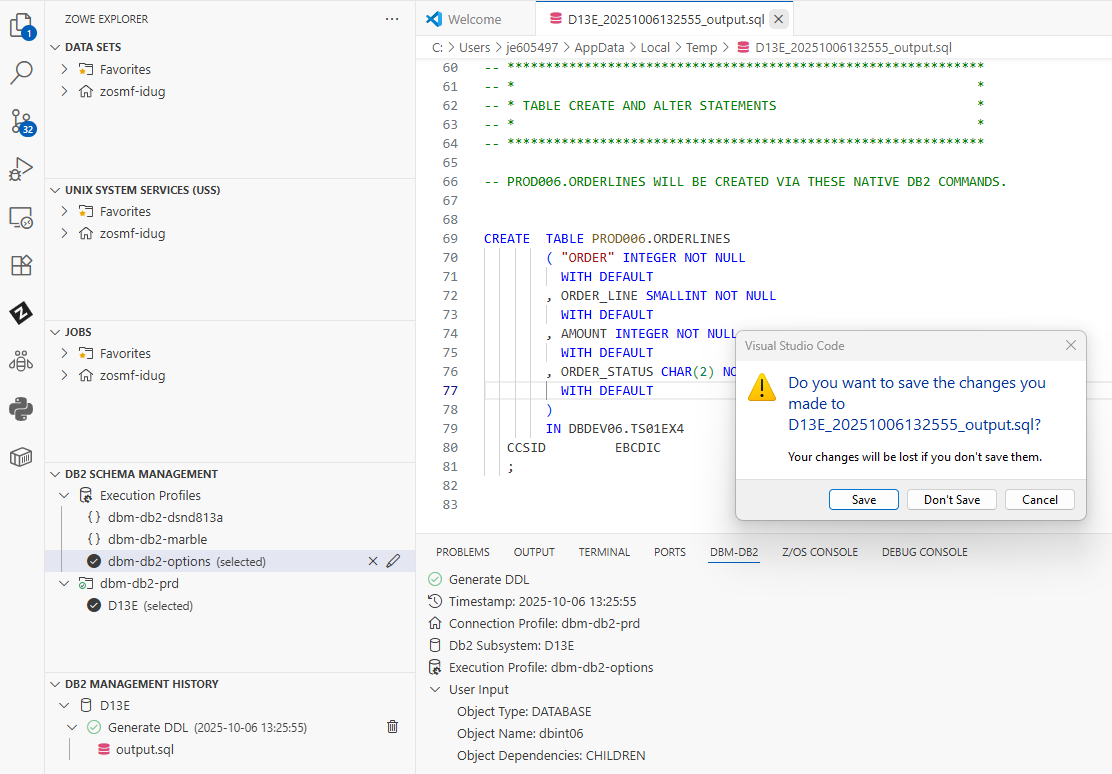 ZOWE EXPLORER
...
1
32
DATA SETS
Favorites
zosmf-idug
UNIX SYSTEM SERVICES (USS)
Favorites
zosmf-idug
JOBS
Favorites
zosmf-idug
DB2 SCHEMA MANAGEMENT
Execution Profiles
{} dbm-db2-dsnd813a
{} dbm-db2-marble
dbm-db2-options (selected)
dbm-db2-prd
D13E (selected)
DB2 MANAGEMENT HISTORY
D13E
Generate DDL (2025-10-06 13:25:55)
output.sql
Welcome
D13E_20251006132555_output.sql
C: > Users > je605497 > AppData > Local > Temp > D13E_20251006132555_output.sql
60 -- **************************************************************
61 -- * *
62 -- * TABLE CREATE AND ALTER STATEMENTS *
63 -- * *
64 -- **************************************************************
65
66 -- PROD006.ORDERLINES WILL BE CREATED VIA THESE NATIVE DB2 COMMANDS.
67
68
69 CREATE TABLE PROD006.ORDERLINES
70 ( "ORDER" INTEGER NOT NULL
71 WITH DEFAULT
72 , ORDER_LINE SMALLINT NOT NULL
73 WITH DEFAULT
74 , AMOUNT INTEGER NOT NULL
75 WITH DEFAULT
76 , ORDER_STATUS CHAR(2) NO
77 WITH DEFAULT
78 )
79 IN DBDEV06.TS01EX4
80 CCSID EBCDIC
81 ;
82
83
Visual Studio Code
Do you want to save the changes you
made to
D13E_20251006132555_output.sql?
Your changes will be lost if you don't save them.
Save Don't Save Cancel
PROBLEMS OUTPUT TERMINAL PORTS DBM-DB2 Z/OS CONSOLE DEBUG CONSOLE
Generate DDL
Timestamp: 2025-10-06 13:25:55
Connection Profile: dbm-db2-prd
Db2 Subsystem: D13E
Execution Profile: dbm-db2-options
User Input
Object Type: DATABASE
Object Name: dbint06
Object Dependencies: CHILDREN